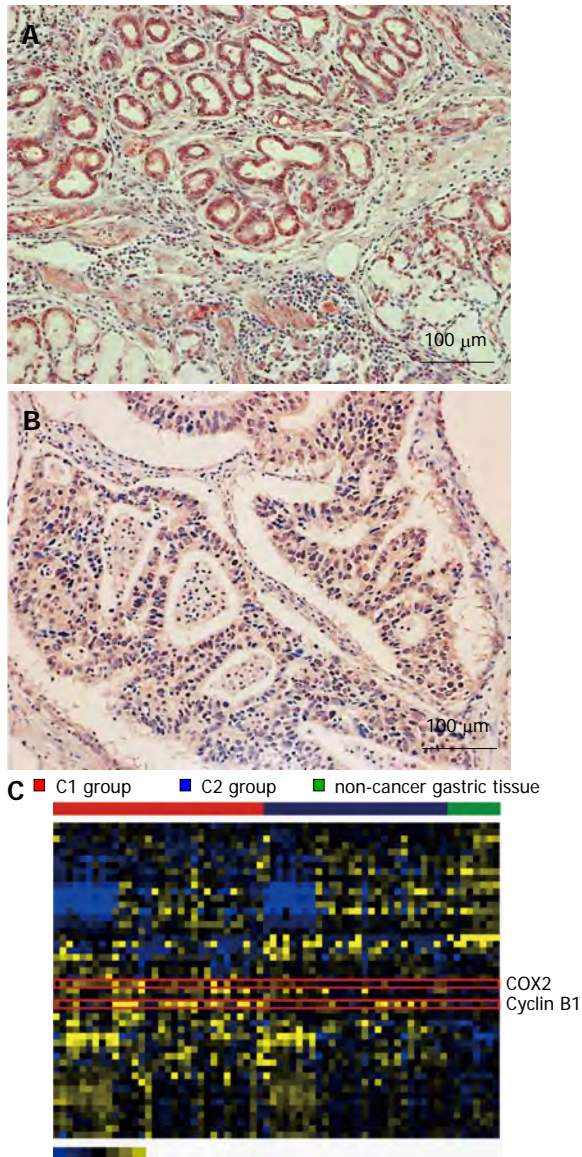 A
100 μm
B
100 μm
C C1 group C2 group non-cancer gastric tissue
COX2
Cyclin B1